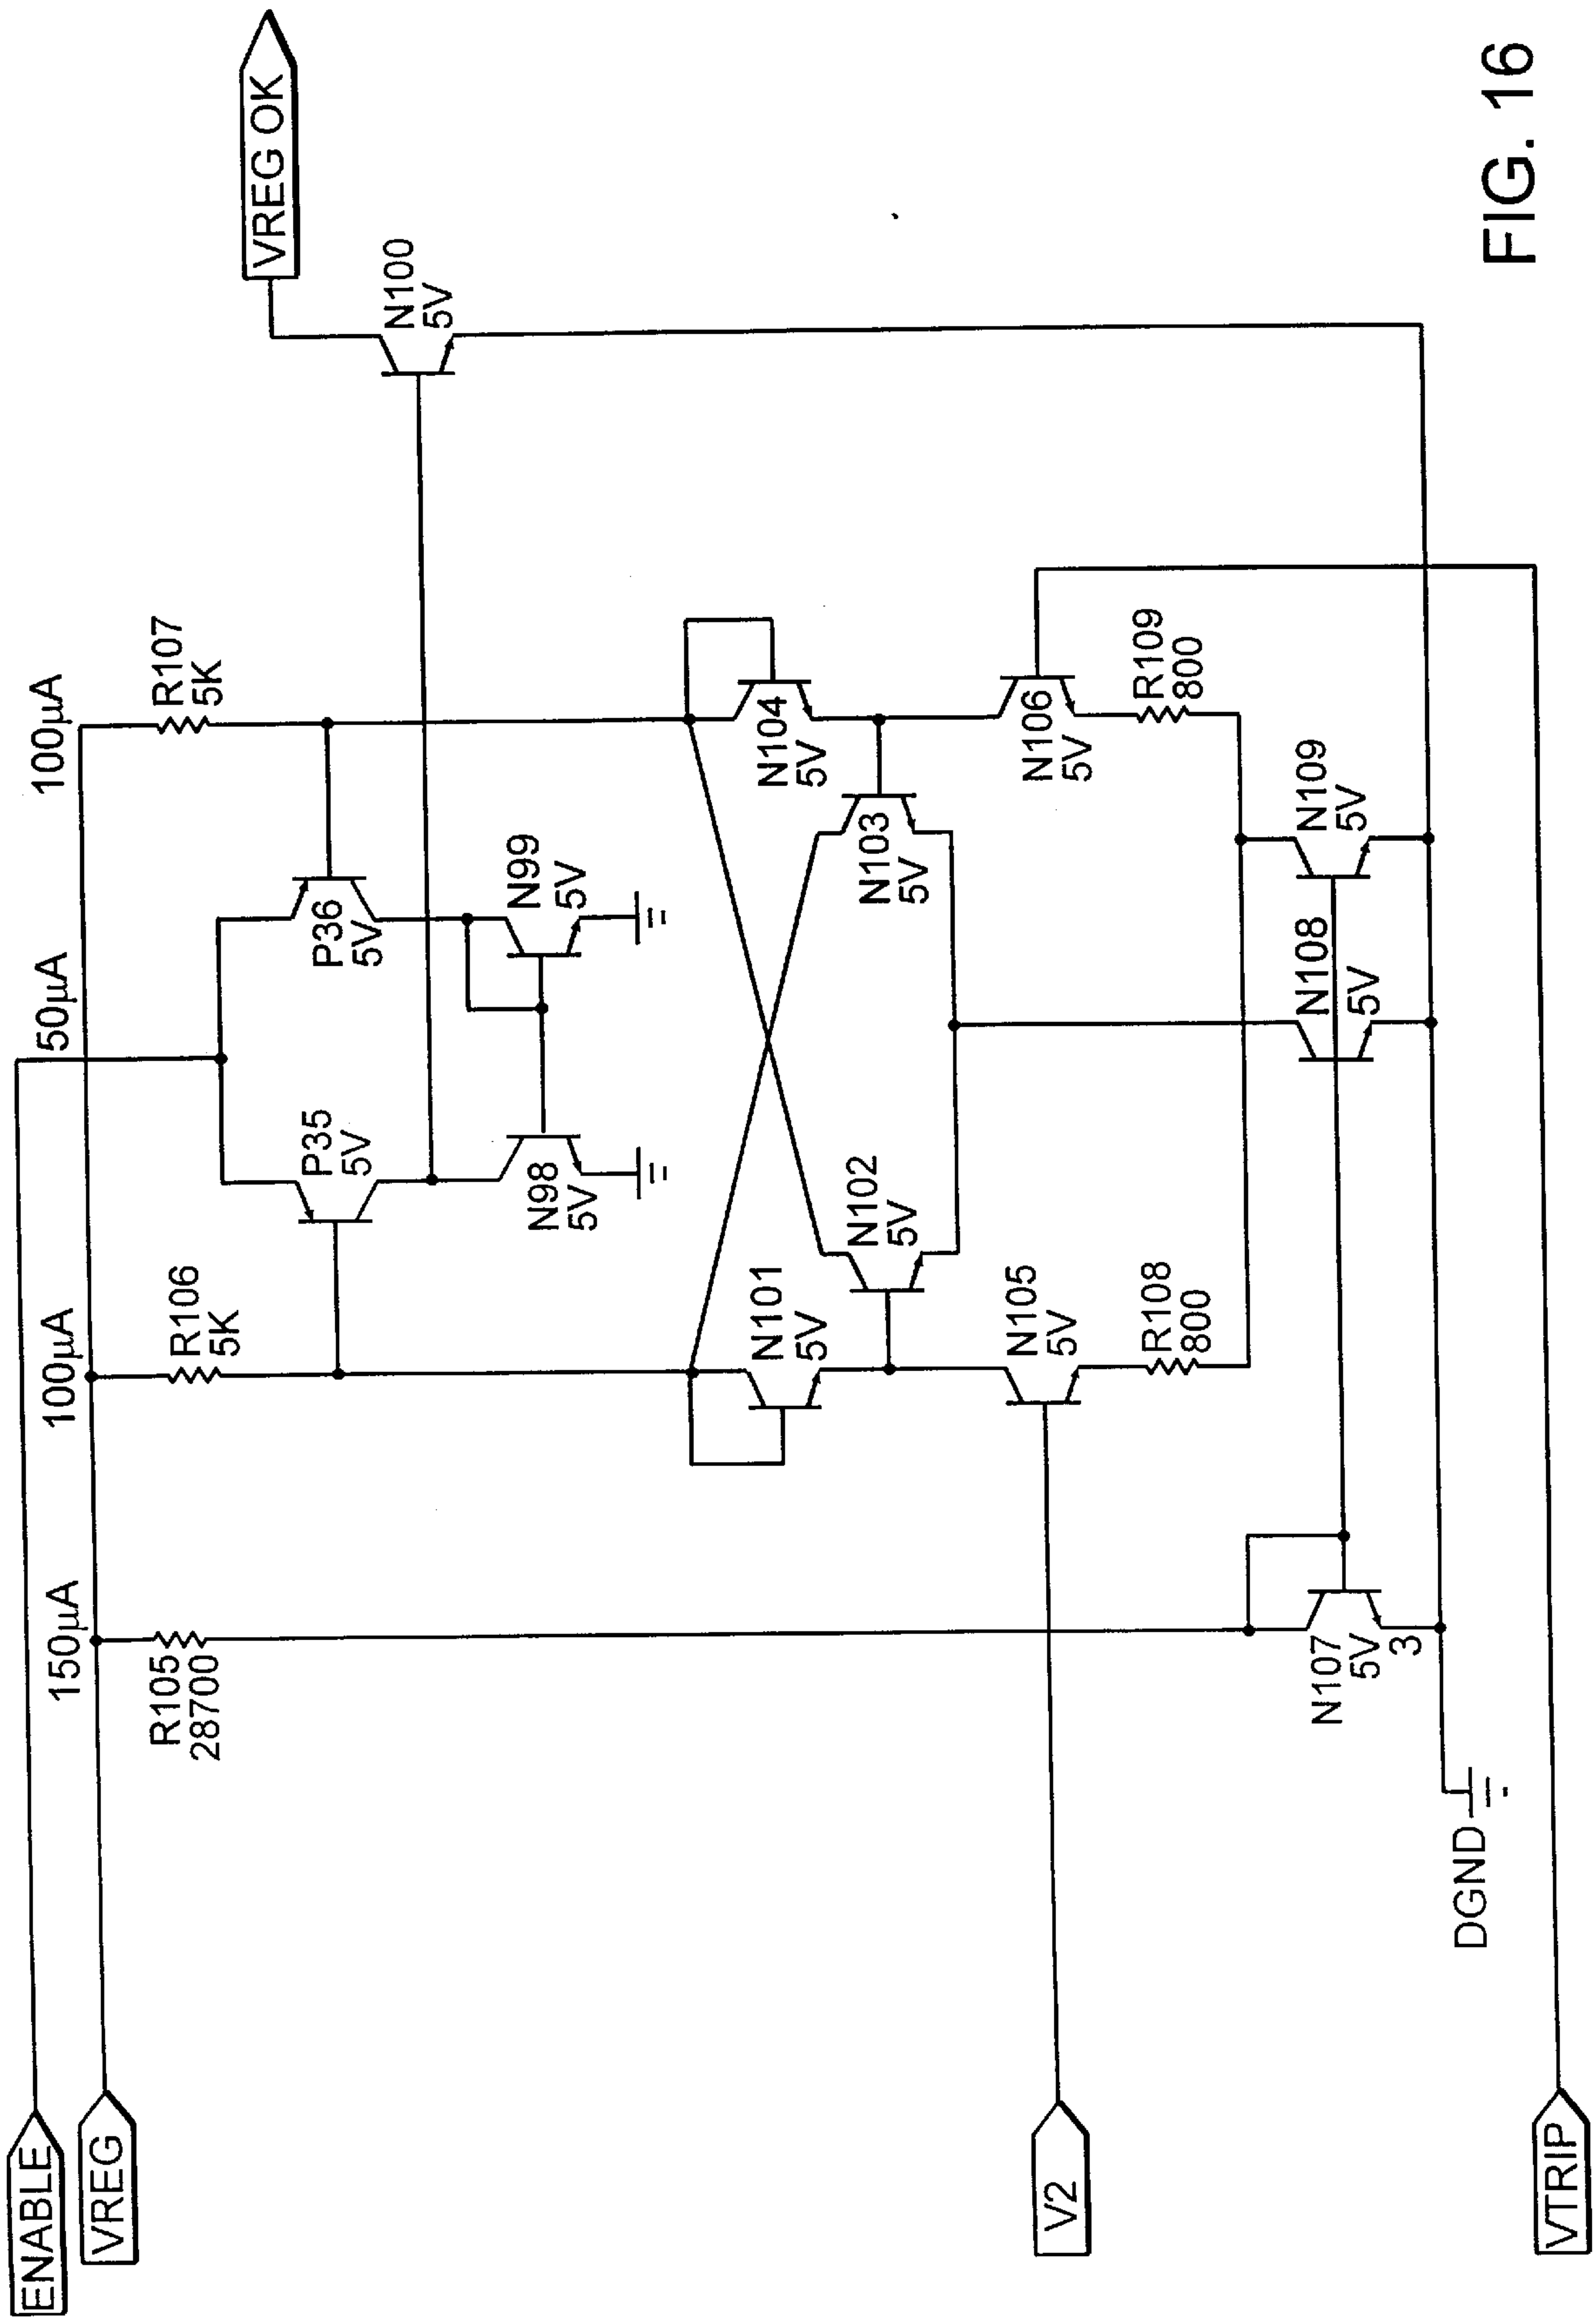 ENABLE
VREG
150µA
100µA
50µA
100µA
VREG OK
R105
28700
R106
5K
P35
5V
P36
5V
R107
5K
N100
5V
N98
5V
N99
5V
N101
5V
N102
5V
N103
5V
N104
5V
V2
N105
5V
N106
5V
R108
800
R109
800
N107
5V
3
N108
5V
N109
5V
DGND
VTRIP
FIG. 16